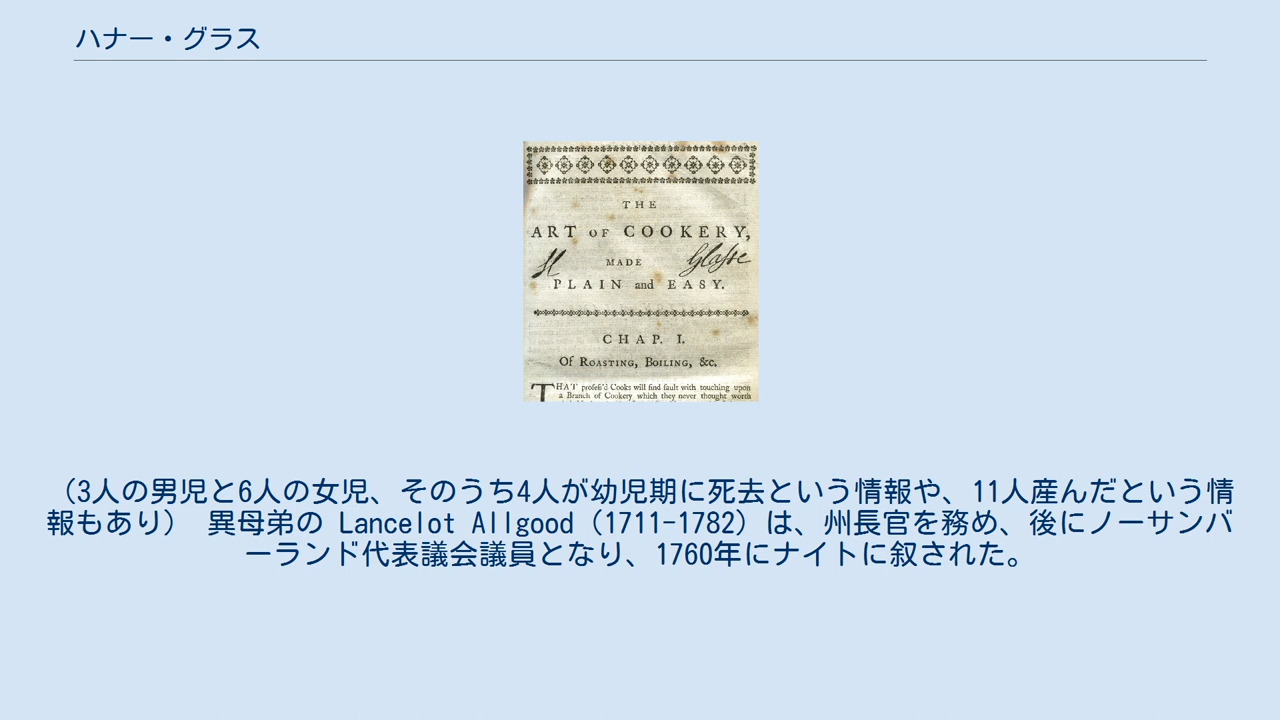 ハナー・グラス
THE
ART OF COOKERY,
MADE
H Glasse
PLAIN and EASY.
CHAP. I.
Of ROASTING, BOILING, &c.
THAT profess'd Cooks will find fault with touching upon
a Branch of Cookery which they never thought worth
（3人の男児と6人の女児、そのうち4人が幼児期に死去という情報や、11人産んだという情
報もあり） 異母弟の Lancelot Allgood（1711-1782）は、州長官を務め、後にノーサンバ
ーランド代表議会議員となり、1760年にナイトに叙された。